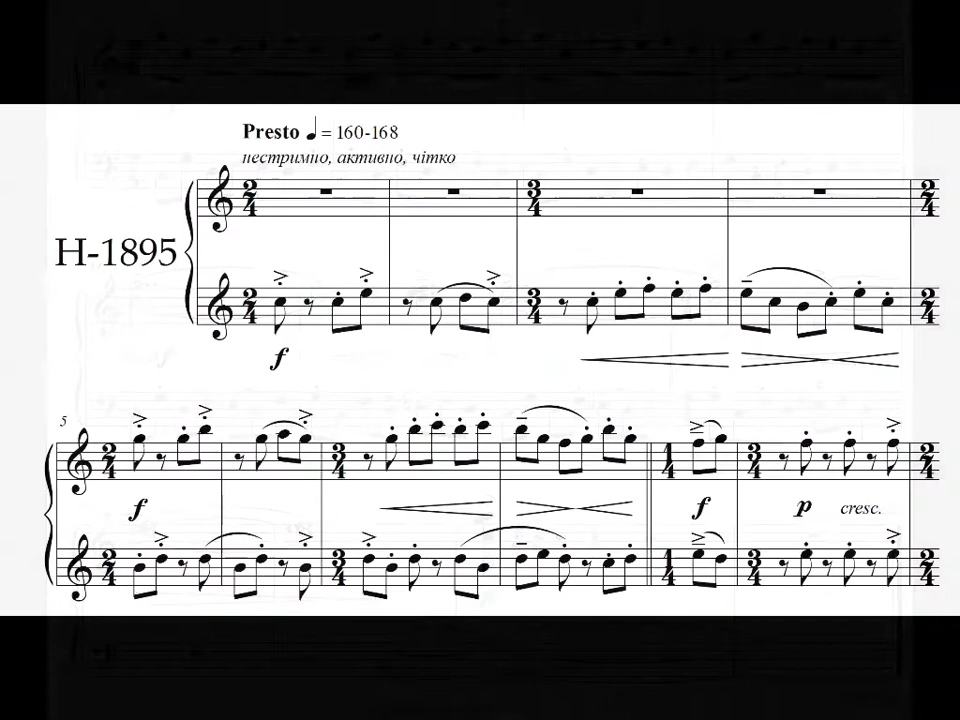 Presto ♩ = 160-168
нестримно, активно, чітко
H-1895
f
5
f
f
p
cresc.